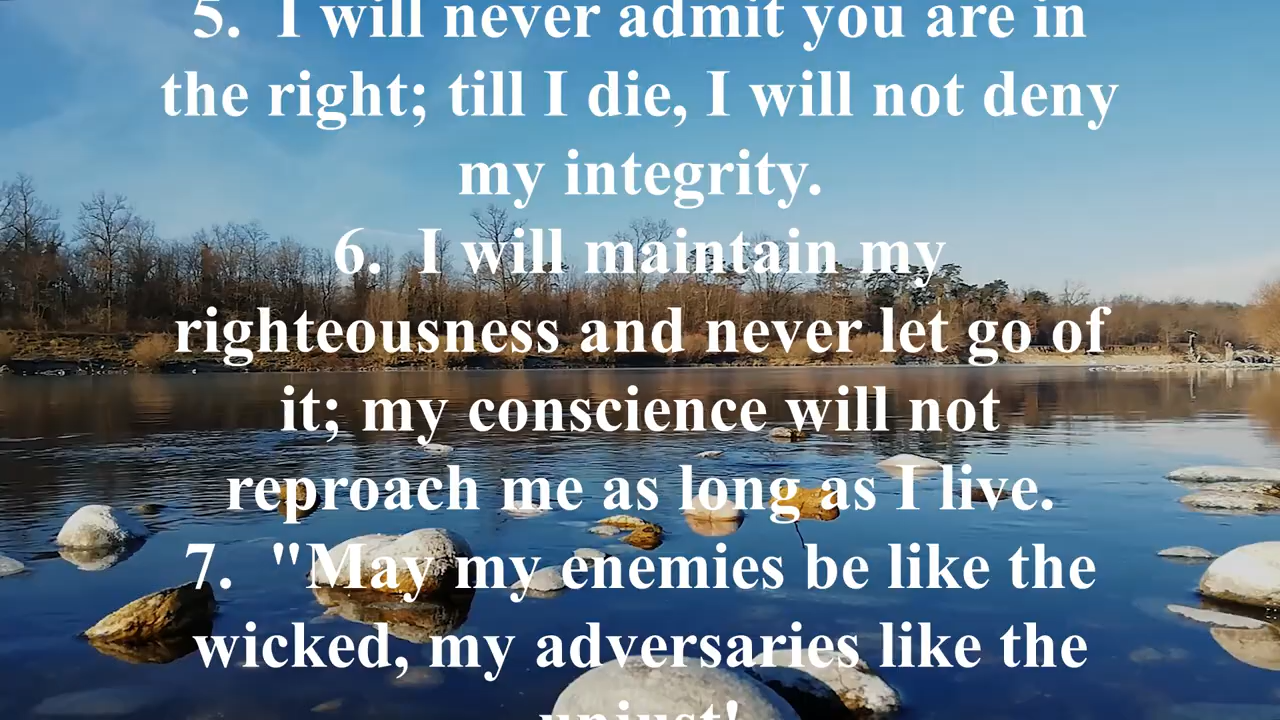 5.  I will never admit you are in
the right; till I die, I will not deny
my integrity.
6.  I will maintain my
righteousness and never let go of
it; my conscience will not
reproach me as long as I live.
7.  "May my enemies be like the
wicked, my adversaries like the
unjust!